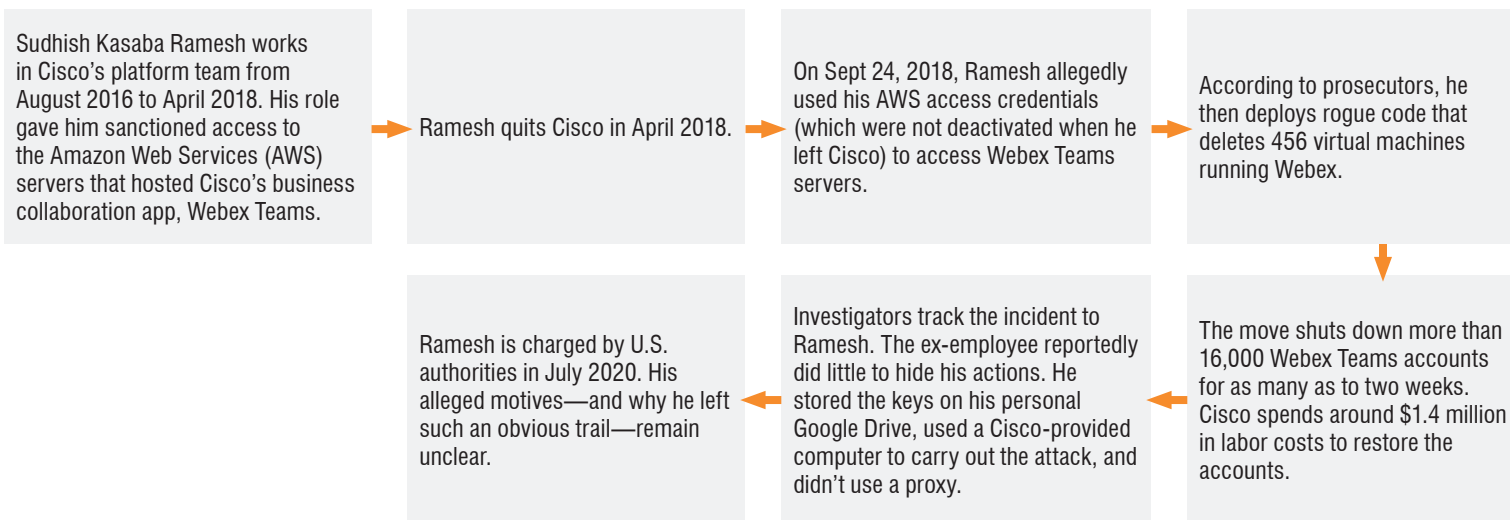 Sudhish Kasaba Ramesh works
in Cisco’s platform team from
August 2016 to April 2018. His role
gave him sanctioned access to
the Amazon Web Services (AWS)
servers that hosted Cisco’s business
collaboration app, Webex Teams.
Ramesh quits Cisco in April 2018.
On Sept 24, 2018, Ramesh allegedly
used his AWS access credentials
(which were not deactivated when he
left Cisco) to access Webex Teams
servers.
According to prosecutors, he
then deploys rogue code that
deletes 456 virtual machines
running Webex.
The move shuts down more than
16,000 Webex Teams accounts
for as many as to two weeks.
Cisco spends around $1.4 million
in labor costs to restore the
accounts.
Investigators track the incident to
Ramesh. The ex-employee reportedly
did little to hide his actions. He
stored the keys on his personal
Google Drive, used a Cisco-provided
computer to carry out the attack, and
didn’t use a proxy.
Ramesh is charged by U.S.
authorities in July 2020. His
alleged motives—and why he left
such an obvious trail—remain
unclear.